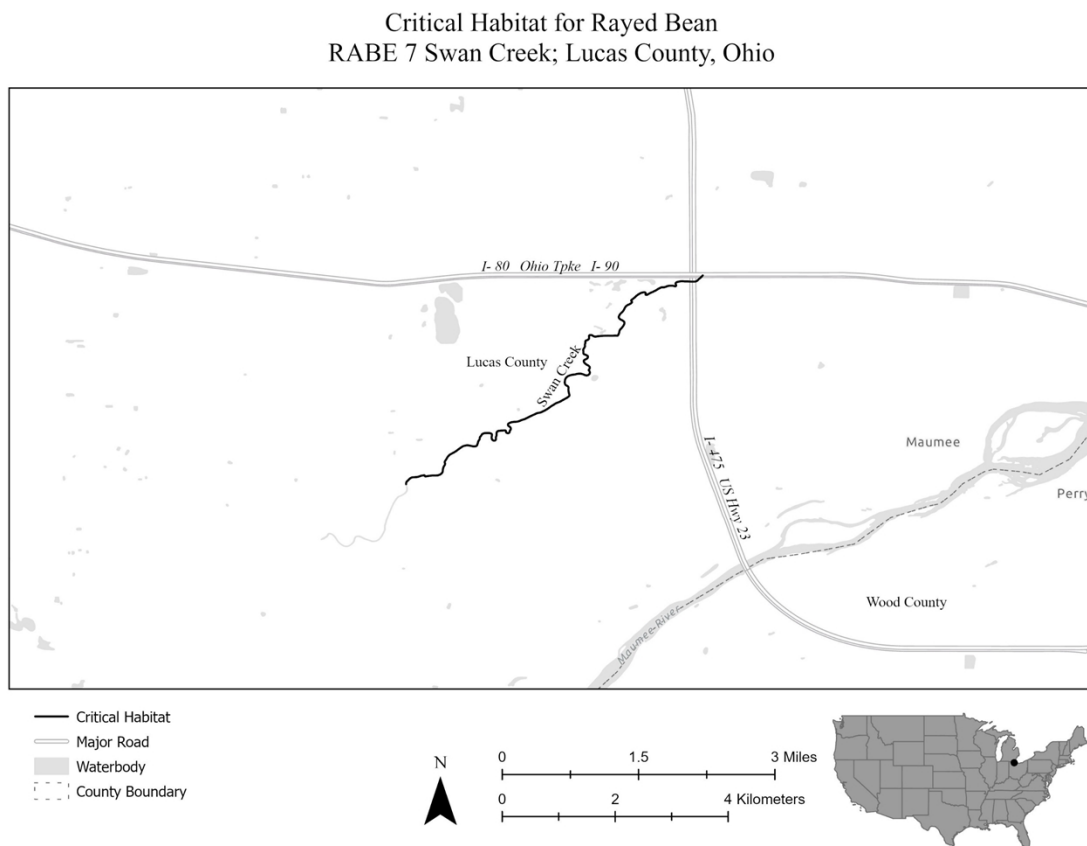 Critical Habitat for Rayed Bean
RABE 7 Swan Creek; Lucas County, Ohio
I- 80 Ohio Tpke I- 90
Lucas County
Swan Creek
I- 475 US Hwy 23
Maumee
Perry
Wood County
Maumee River
Critical Habitat
Major Road
Waterbody
County Boundary
N
0 1.5 3 Miles
0 2 4 Kilometers